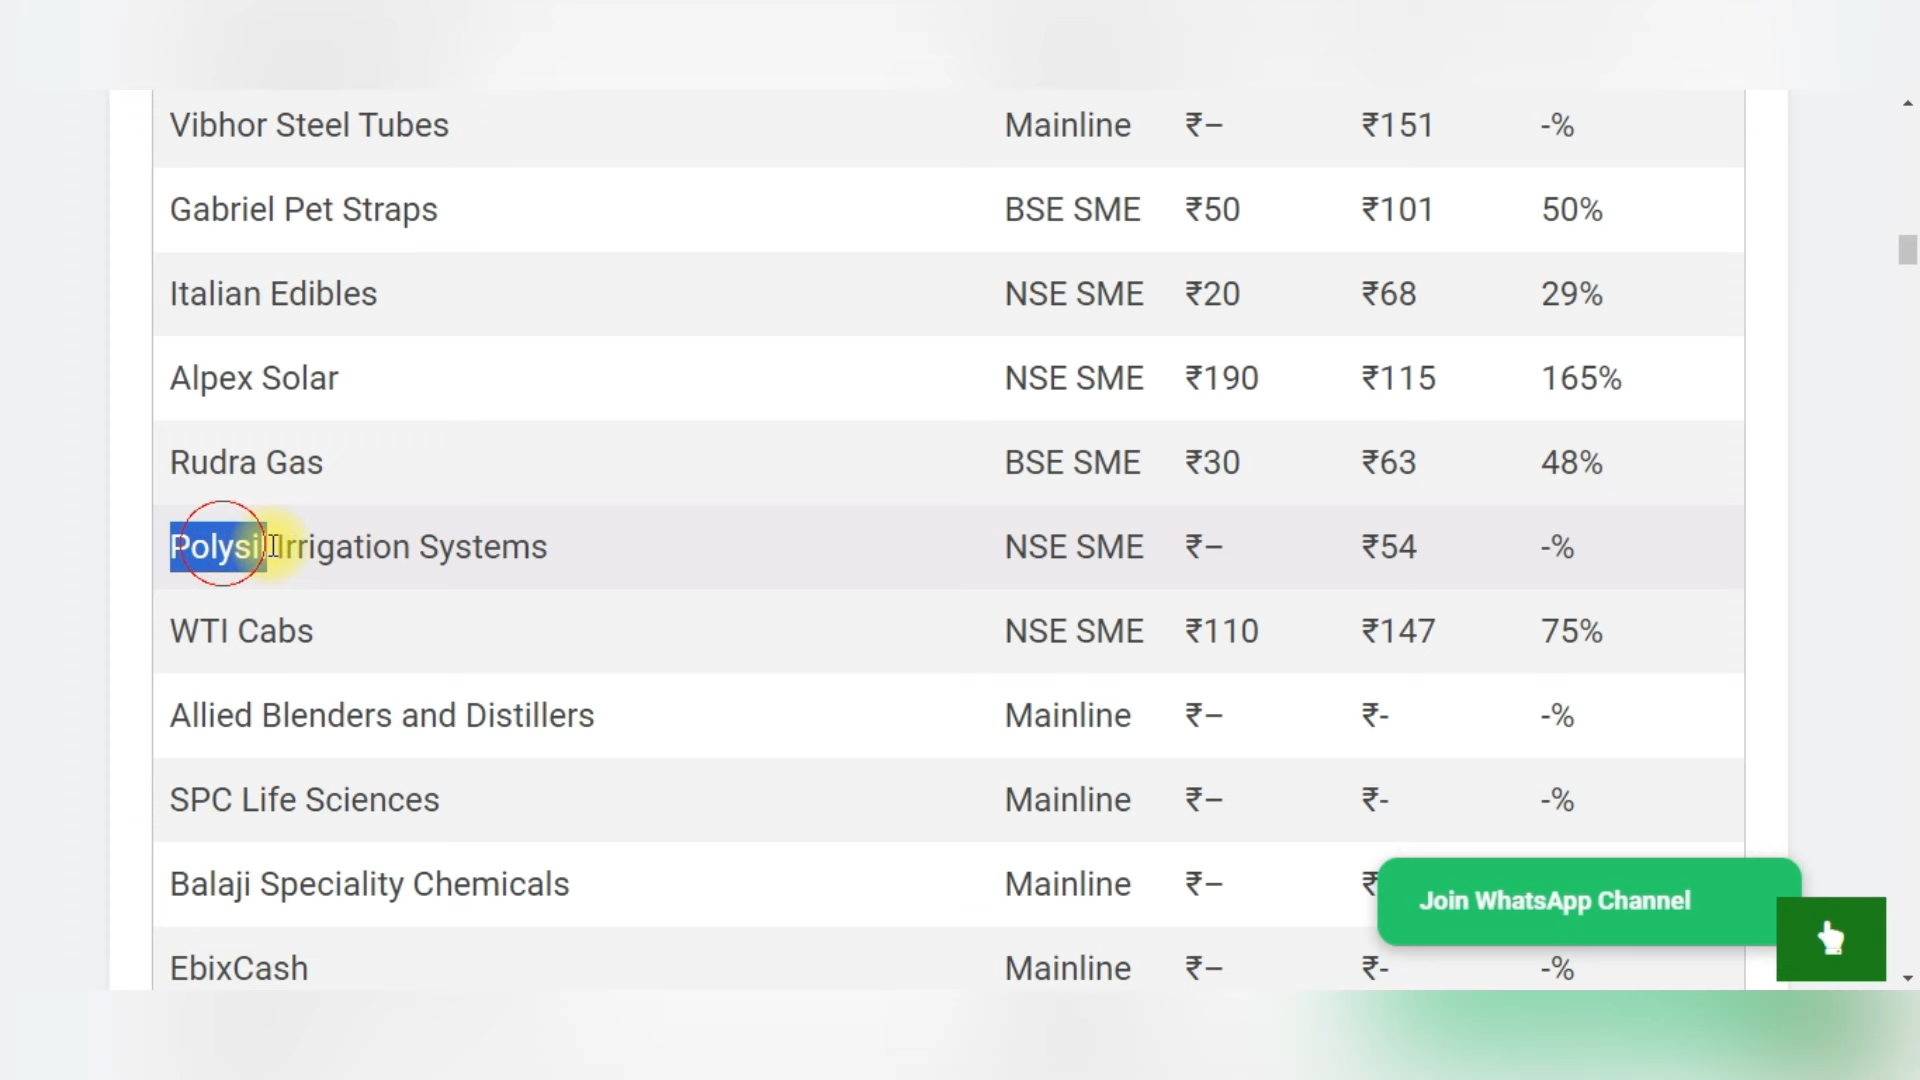 Vibhor Steel Tubes Mainline ₹– ₹151 -%
Gabriel Pet Straps BSE SME ₹50 ₹101 50%
Italian Edibles NSE SME ₹20 ₹68 29%
Alpex Solar NSE SME ₹190 ₹115 165%
Rudra Gas BSE SME ₹30 ₹63 48%
Polysil Irrigation Systems NSE SME ₹– ₹54 -%
WTI Cabs NSE SME ₹110 ₹147 75%
Allied Blenders and Distillers Mainline ₹– ₹- -%
SPC Life Sciences Mainline ₹– ₹- -%
Balaji Speciality Chemicals Mainline ₹– ₹
Join WhatsApp Channel
EbixCash Mainline ₹– ₹- -%